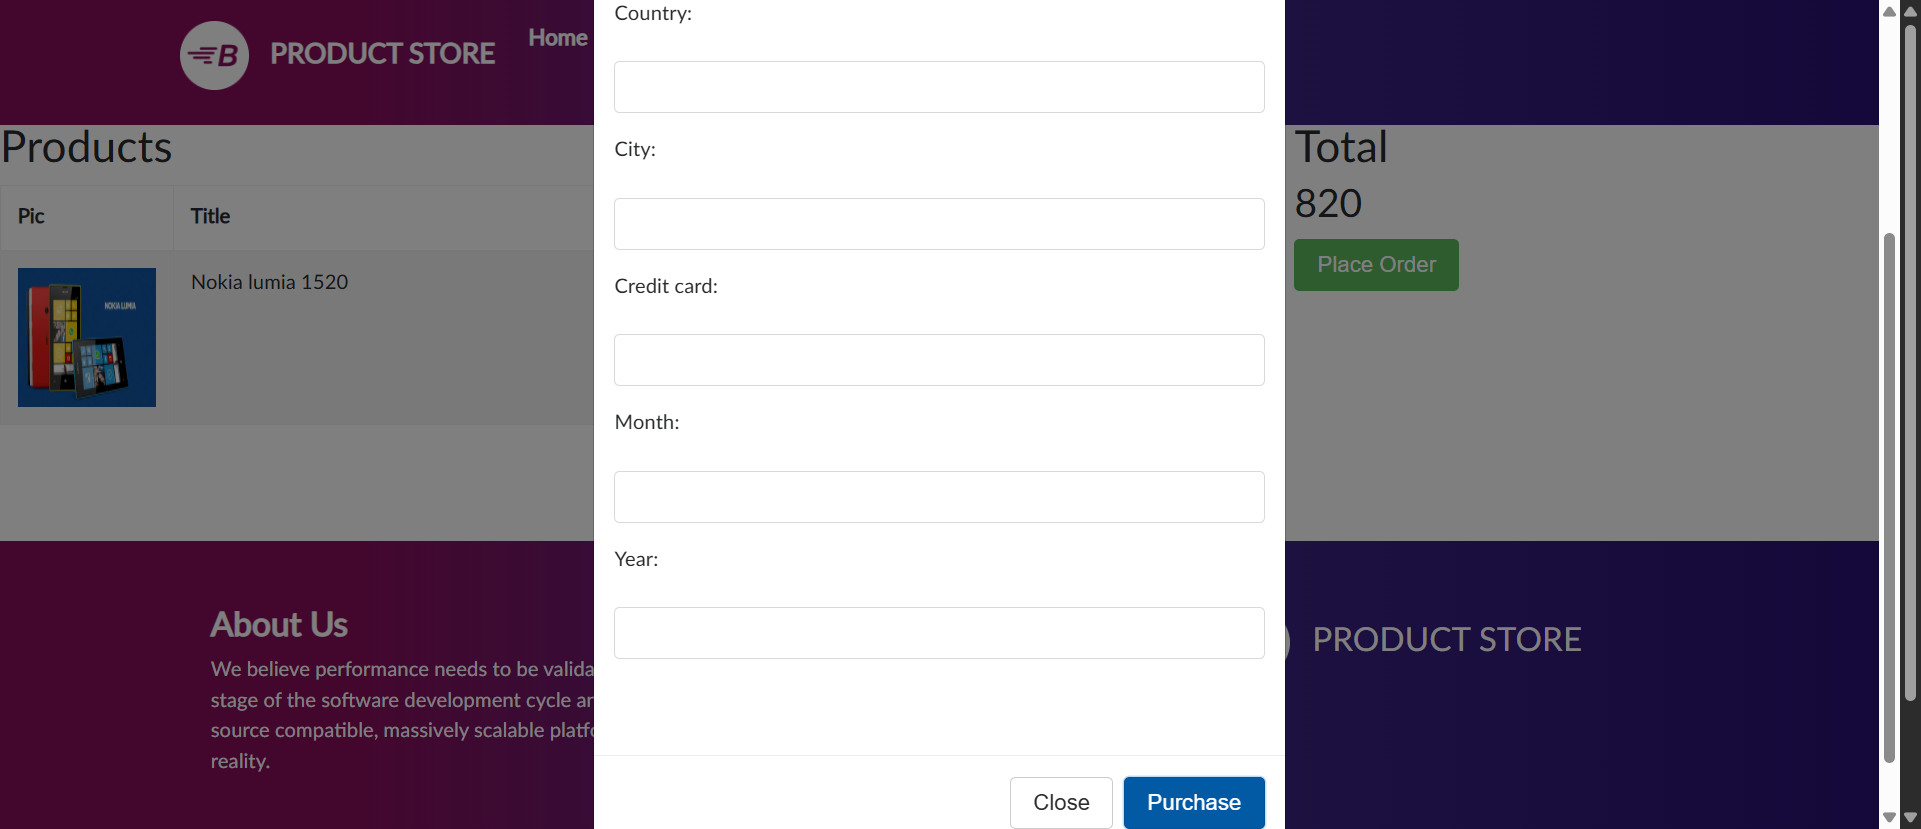 B
PRODUCT STORE
Home
Products
Pic
Title
NOKIA LUMIA
Nokia lumia 1520
Country:
City:
Credit card:
Month:
Year:
Close
Purchase
Total
820
Place Order
About Us
We believe performance needs to be valida
stage of the software development cycle ar
source compatible, massively scalable platfo
reality.
PRODUCT STORE